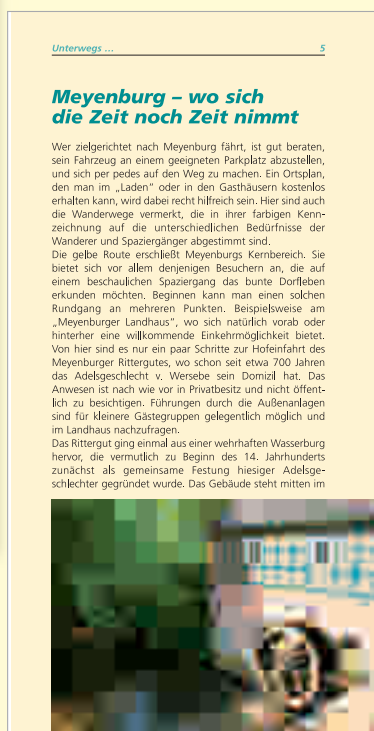 Unterwegs ... 5
Meyenburg – wo sich
die Zeit noch Zeit nimmt
Wer zielgerichtet nach Meyenburg fährt, ist gut beraten,
sein Fahrzeug an einem geeigneten Parkplatz abzustellen,
und sich per pedes auf den Weg zu machen. Ein Ortsplan,
den man im „Laden" oder in den Gasthäusern kostenlos
erhalten kann, wird dabei recht hilfreich sein. Hier sind auch
die Wanderwege vermerkt, die in ihrer farbigen Kenn-
zeichnung auf die unterschiedlichen Bedürfnisse der
Wanderer und Spaziergänger abgestimmt sind.
Die gelbe Route erschließt Meyenburgs Kernbereich. Sie
bietet sich vor allem denjenigen Besuchern an, die auf
einem beschaulichen Spaziergang das bunte Dorfleben
erkunden möchten. Beginnen kann man einen solchen
Rundgang an mehreren Punkten. Beispielsweise am
„Meyenburger Landhaus", wo sich natürlich vorab oder
hinterher eine willkommende Einkehrmöglichkeit bietet.
Von hier sind es nur ein paar Schritte zur Hofeinfahrt des
Meyenburger Rittergutes, wo schon seit etwa 700 Jahren
das Adelsgeschlecht v. Wersebe sein Domizil hat. Das
Anwesen ist nach wie vor in Privatbesitz und nicht öffent-
lich zu besichtigen. Führungen durch die Außenanlagen
sind für kleinere Gästegruppen gelegentlich möglich und
im Landhaus nachzufragen.
Das Rittergut ging einmal aus einer wehrhaften Wasserburg
hervor, die vermutlich zu Beginn des 14. Jahrhunderts
zunächst als gemeinsame Festung hiesiger Adelsge-
schlechter gegründet wurde. Das Gebäude steht mitten im